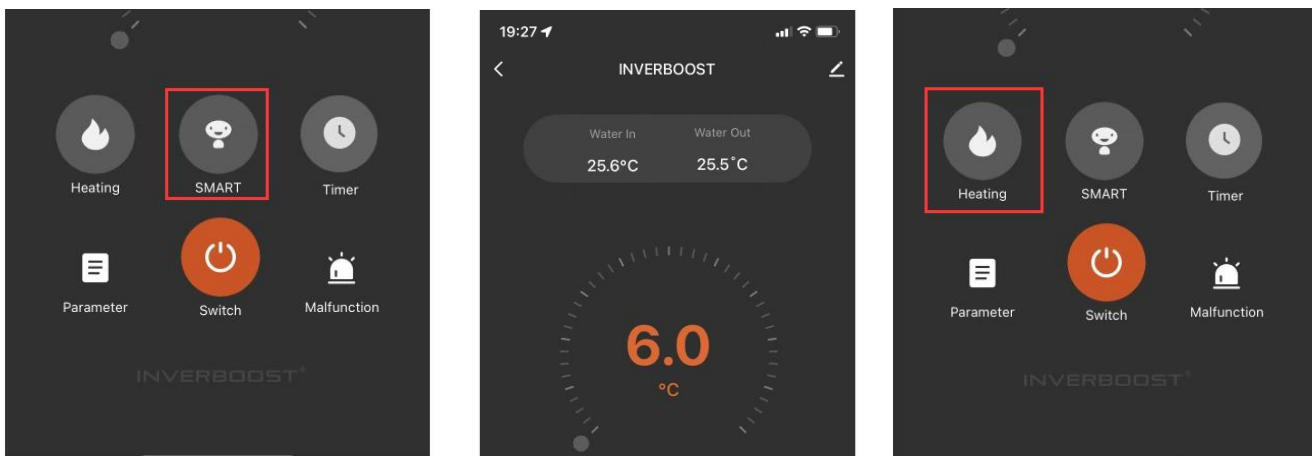 Heating SMART Timer
Parameter Switch Malfunction
INVERBOOST®
19:27
INVERBOOST
Water In Water Out
25.6°C 25.5°C
6.0
°C
Heating SMART Timer
Parameter Switch Malfunction
INVERBOOST®